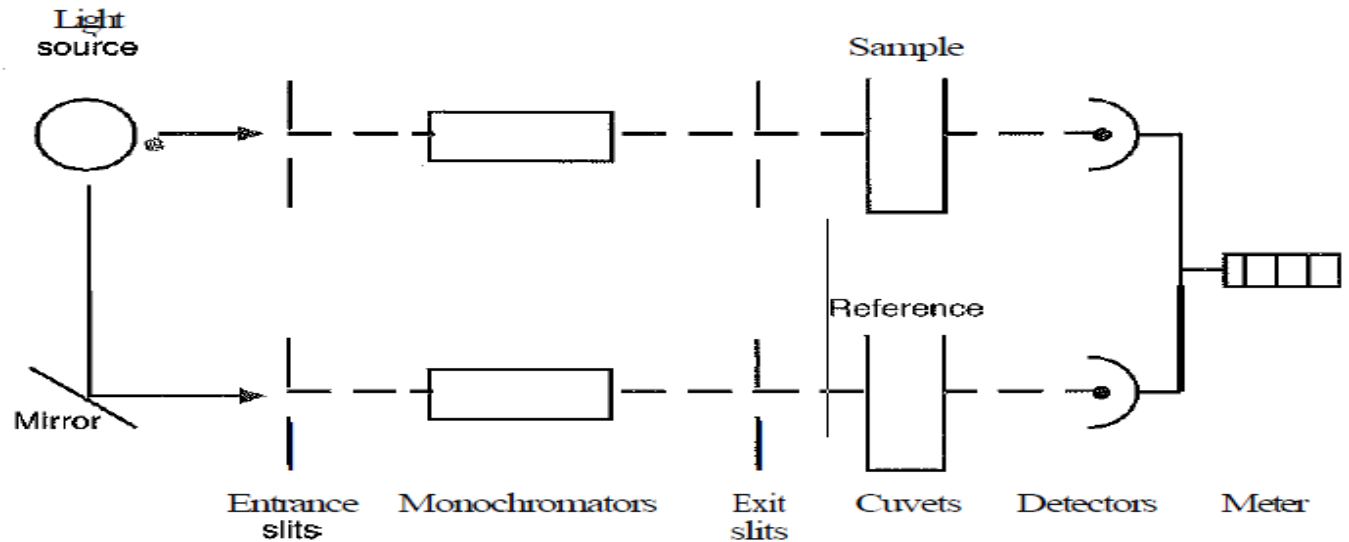 Light
source
Sample
Reference
Mirror
Entrance
slits
Monochromators
Exit
slits
Cuvets
Detectors
Meter